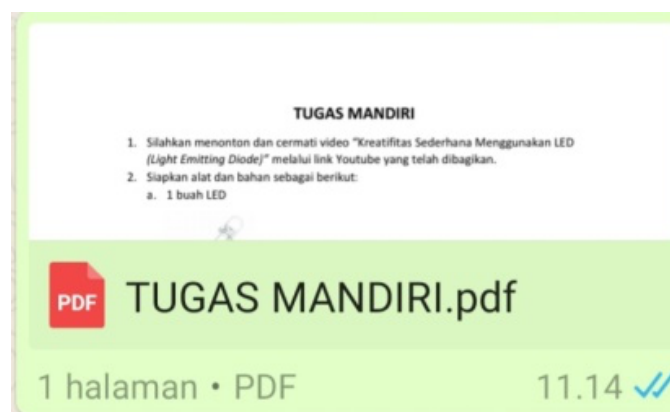 TUGAS MANDIRI
1. Silahkan menonton dan cermati video "Kreatifitas Sederhana Menggunakan LED
(Light Emitting Diode)" melalui link Youtube yang telah dibagikan.
2. Siapkan alat dan bahan sebagai berikut:
a. 1 buah LED
PDF TUGAS MANDIRI.pdf
1 halaman • PDF 11.14